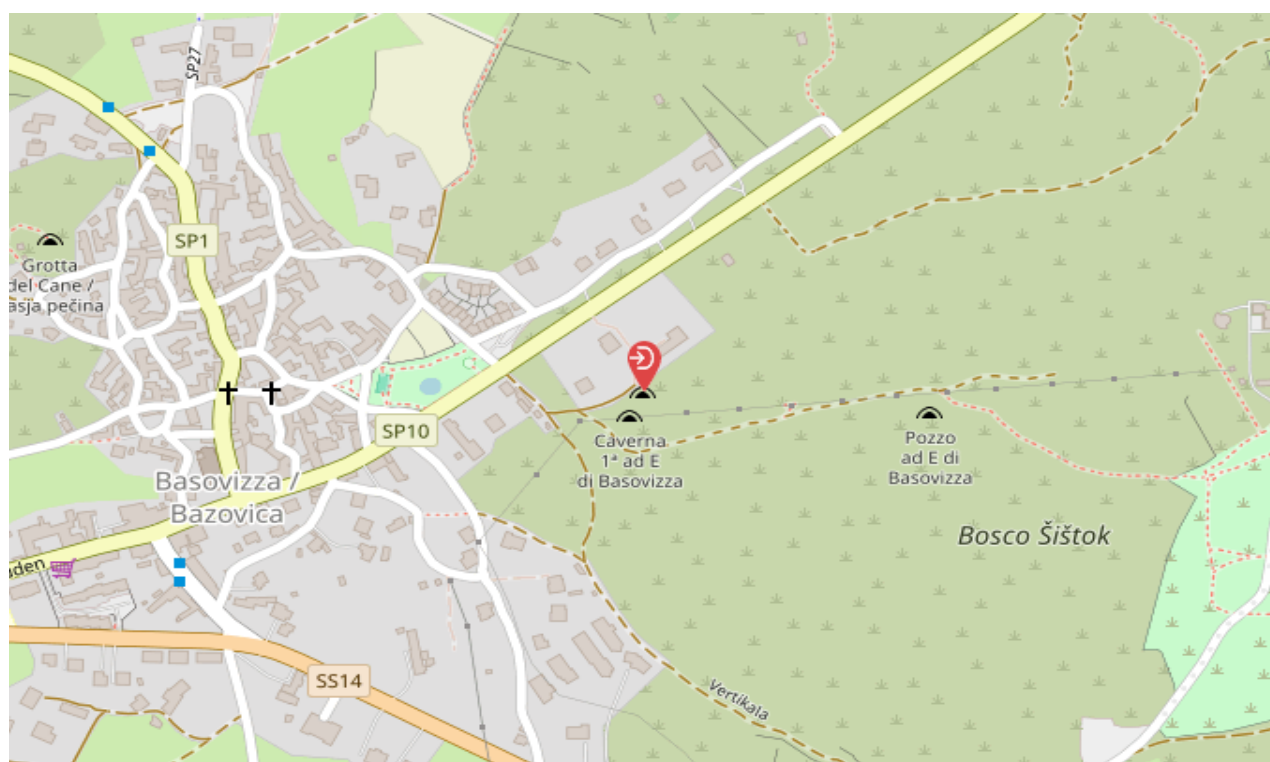 SP27
SP1
Grotta
del Cane /
asja pečina
SP10
Caverna
1ª ad E
di Basovizza
Pozzo
ad E di
Basovizza
Basovizza /
Bazovica
Bosco Šištok
den
SS14
Vertikala